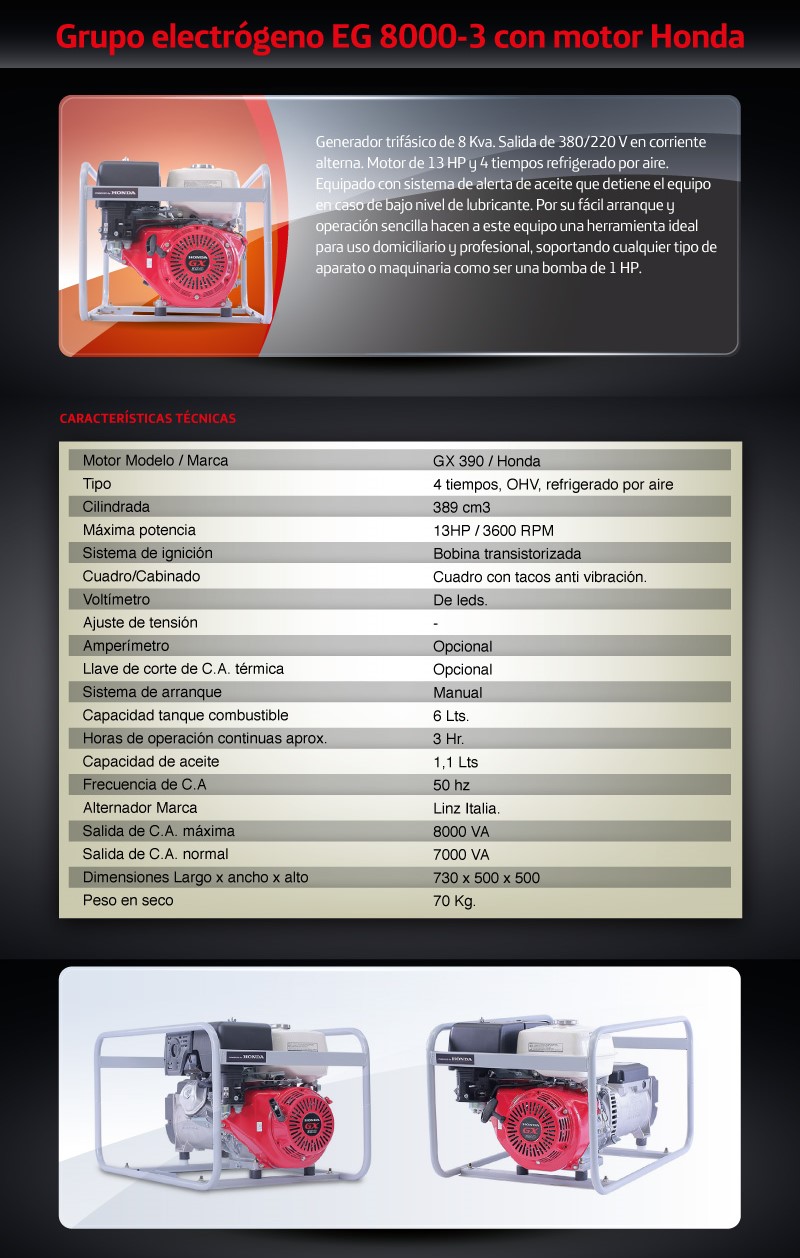 Grupo electrógeno EG 8000-3 con motor Honda
Generador trifásico de 8 Kva. Salida de 380/220 V en corriente
alterna. Motor de 13 HP y 4 tiempos refrigerado por aire.
Equipado con sistema de alerta de aceite que detiene el equipo
en caso de bajo nivel de lubricante. Por su fácil arranque y
operación sencilla hacen a este equipo una herramienta ideal
para uso domiciliario y profesional, soportando cualquier tipo de
aparato o maquinaria como ser una bomba de 1 HP.
HONDA
HONDA
GX
CARACTERÍSTICAS TÉCNICAS
Motor Modelo / Marca GX 390 / Honda
Tipo 4 tiempos, OHV, refrigerado por aire
Cilindrada 389 cm3
Máxima potencia 13HP / 3600 RPM
Sistema de ignición Bobina transistorizada
Cuadro/Cabinado Cuadro con tacos anti vibración.
Voltímetro De leds.
Ajuste de tensión -
Amperímetro Opcional
Llave de corte de C.A. térmica Opcional
Sistema de arranque Manual
Capacidad tanque combustible 6 Lts.
Horas de operación continuas aprox. 3 Hr.
Capacidad de aceite 1,1 Lts
Frecuencia de C.A 50 hz
Alternador Marca Linz Italia.
Salida de C.A. máxima 8000 VA
Salida de C.A. normal 7000 VA
Dimensiones Largo x ancho x alto 730 x 500 x 500
Peso en seco 70 Kg.
HONDA
HONDA
GX
HONDA
HONDA
GX